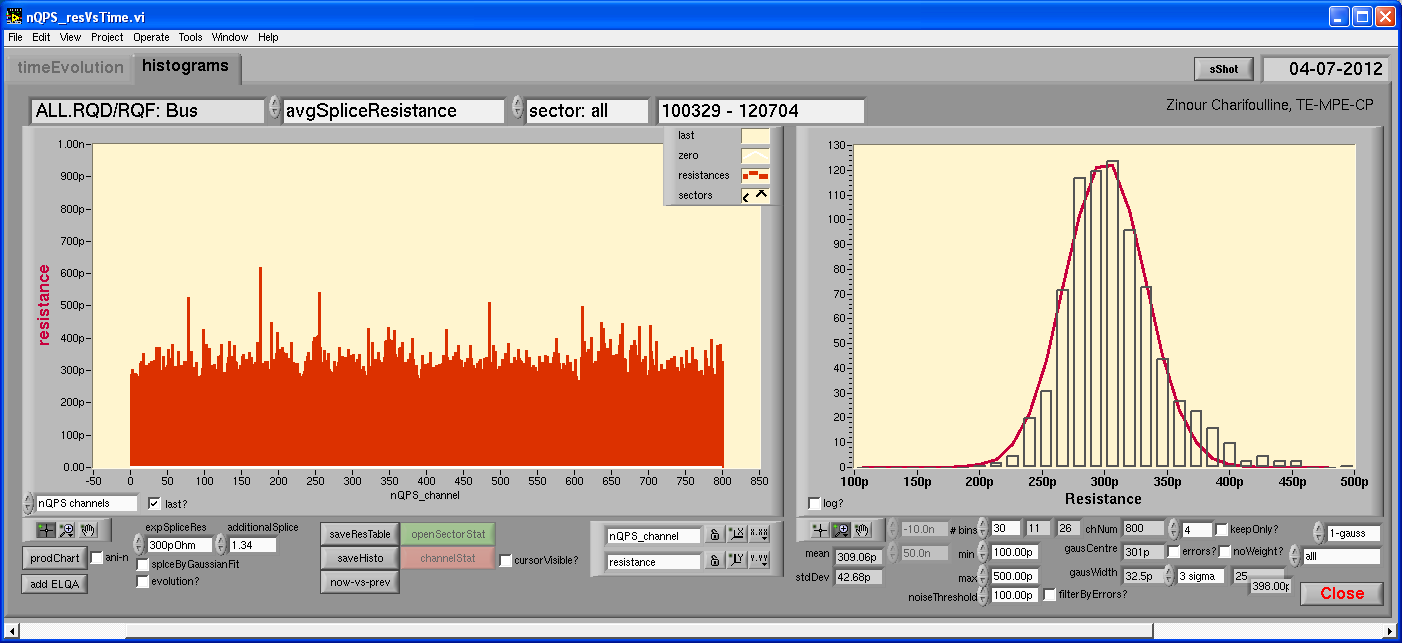 nQPS_resVsTime.vi
File Edit View Project Operate Tools Window Help
timeEvolution histograms sShot 04-07-2012
ALL.RQD/RQF: Bus avgSpliceResistance sector: all 100329 - 120704 Zinour Charifoulline, TE-MPE-CP
last
zero
resistances
sectors
1.00n
900p
800p
700p
600p
500p
400p
300p
200p
100p
0.00
resistance
-50 0 50 100 150 200 250 300 350 400 450 500 550 600 650 700 750 800 850
nQPS_channel
130
120
110
100
90
80
70
60
50
40
30
20
10
0
100p 150p 200p 250p 300p 350p 400p 450p 500p
Resistance
nQPS channels last?
log?
expSpliceRes additionalSplice
300pOhm 1.34
prodChart ani-n
spliceByGaussianFit
add ELQA evolution?
saveResTable openSectorStat
saveHisto channelStat cursorVisible?
now-vs-prev
nQPS_channel X.XX
resistance Y.YY
-10.0n # bins 30 11 26 chNum 800 4 keepOnly? 1-gauss
mean 309.06p 50.0n min 100.00p gausCentre 301p errors? noWeight? alll
stdDev 42.68p max 500.00p gausWidth 32.5p 3 sigma 25
398.00p
noiseThreshold 100.00p filterByErrors? Close